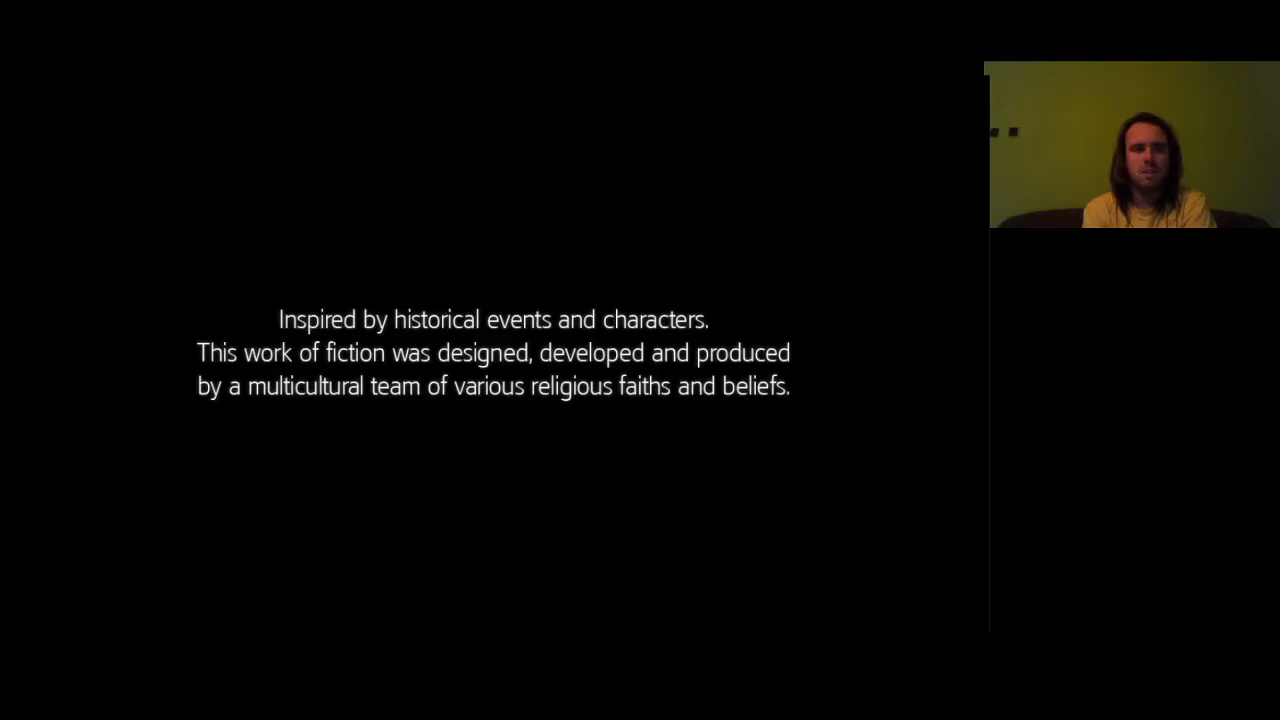 Inspired by historical events and characters.
This work of fiction was designed, developed and produced
by a multicultural team of various religious faiths and beliefs.